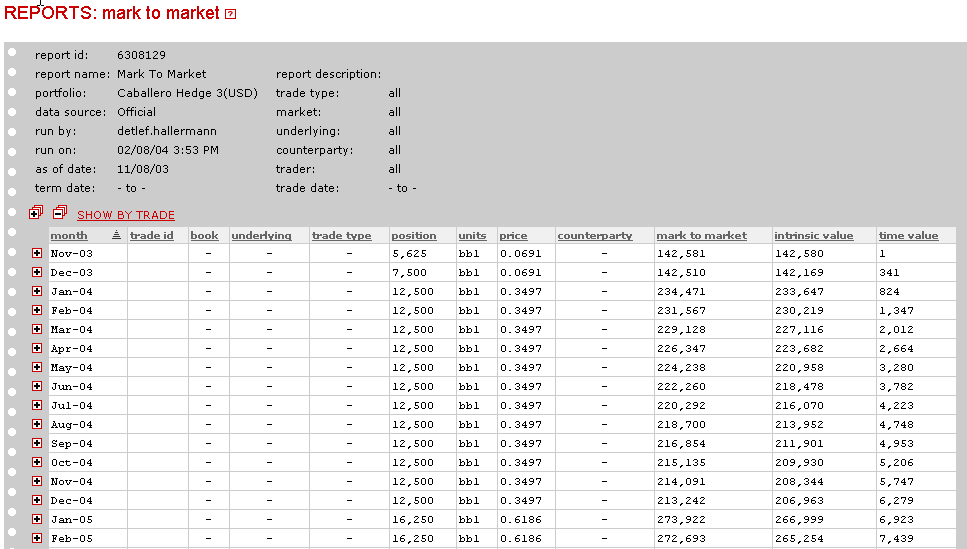 REPORTS: mark to market ?
report id: 6308129
report name: Mark To Market report description:
portfolio: Caballero Hedge 3(USD) trade type: all
data source: Official market: all
run by: detlef.hallermann underlying: all
run on: 02/08/04 3:53 PM counterparty: all
as of date: 11/08/03 trader: all
term date: - to - trade date: - to -
SHOW BY TRADE
month trade id book underlying trade type position units price counterparty mark to market intrinsic value time value
Nov-03 - - - 5,625 bbl 0.0691 - 142,581 142,580 1
Dec-03 - - - 7,500 bbl 0.0691 - 142,510 142,169 341
Jan-04 - - - 12,500 bbl 0.3497 - 234,471 233,647 824
Feb-04 - - - 12,500 bbl 0.3497 - 231,567 230,219 1,347
Mar-04 - - - 12,500 bbl 0.3497 - 229,128 227,116 2,012
Apr-04 - - - 12,500 bbl 0.3497 - 226,347 223,682 2,664
May-04 - - - 12,500 bbl 0.3497 - 224,238 220,958 3,280
Jun-04 - - - 12,500 bbl 0.3497 - 222,260 218,478 3,782
Jul-04 - - - 12,500 bbl 0.3497 - 220,292 216,070 4,223
Aug-04 - - - 12,500 bbl 0.3497 - 218,700 213,952 4,748
Sep-04 - - - 12,500 bbl 0.3497 - 216,854 211,901 4,953
Oct-04 - - - 12,500 bbl 0.3497 - 215,135 209,930 5,206
Nov-04 - - - 12,500 bbl 0.3497 - 214,091 208,344 5,747
Dec-04 - - - 12,500 bbl 0.3497 - 213,242 206,963 6,279
Jan-05 - - - 16,250 bbl 0.6186 - 273,922 266,999 6,923
Feb-05 - - - 16,250 bbl 0.6186 - 272,693 265,254 7,439